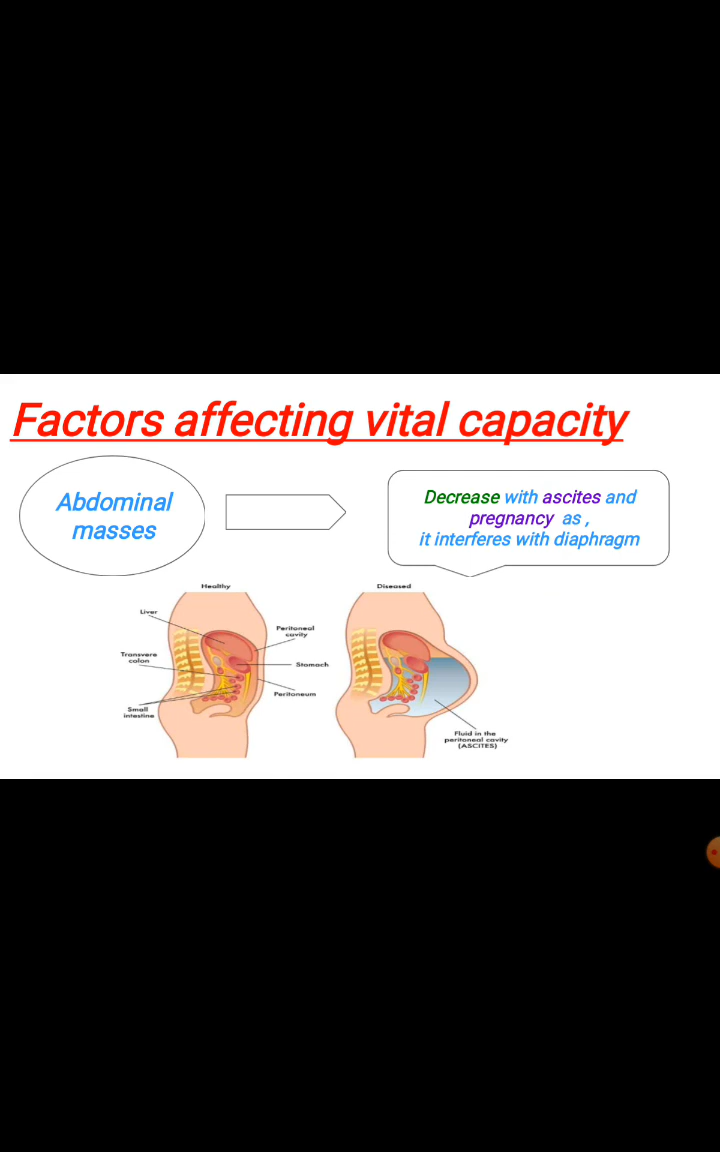 Factors affecting vital capacity
Abdominal
masses
Decrease with ascites and
pregnancy as ,
it interferes with diaphragm
Healthy
Diseased
Liver
Peritoneal
cavity
Transvere
colon
Stomach
Peritoneum
Small
intestine
Fluid in the
peritoneal cavity
(ASCITES)